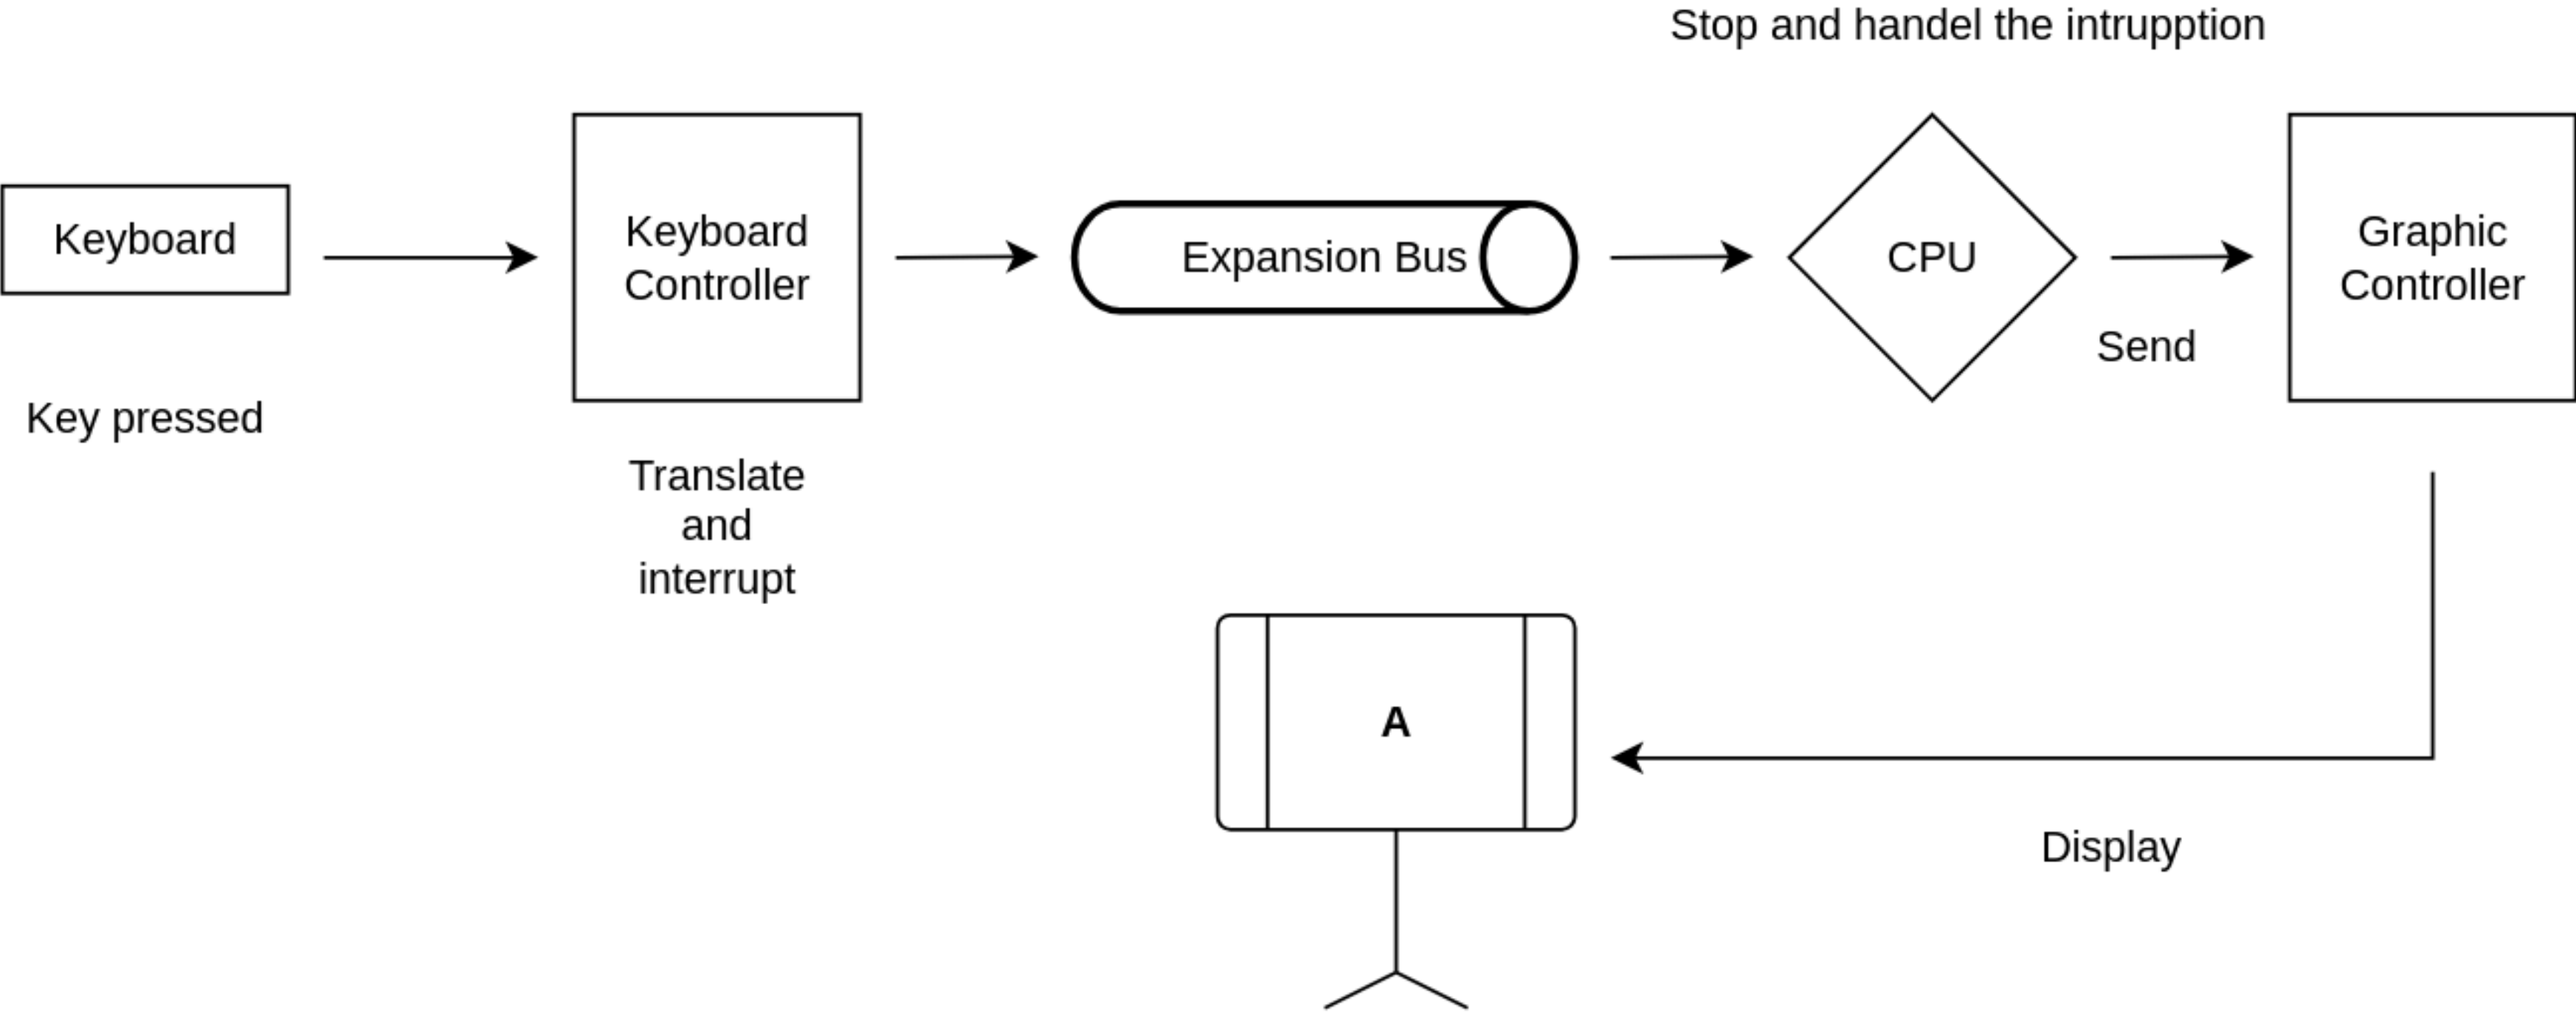 Stop and handel the intrupption
Keyboard
Keyboard
Controller
Expansion Bus
CPU
Graphic
Controller
Send
Key pressed
Translate
and
interrupt
A
Display